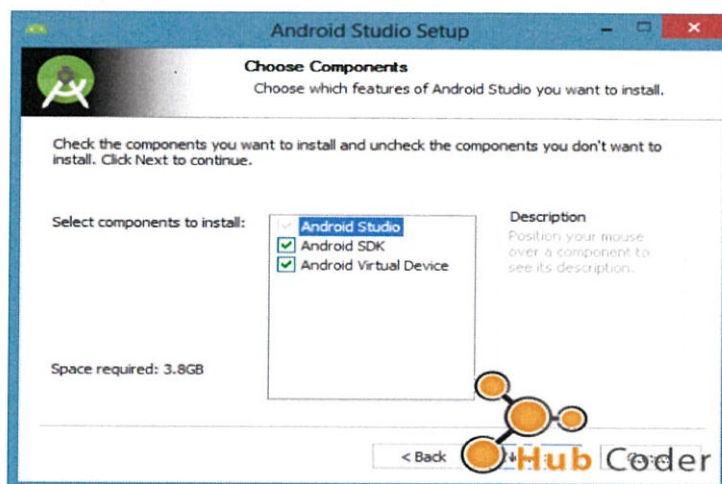 Android Studio Setup
Choose Components
Choose which features of Android Studio you want to install.
Check the components you want to install and uncheck the components you don't want to
install. Click Next to continue.
Select components to install:
Android Studio
Android SDK
Android Virtual Device
Description
Position your mouse
over a component to
see its description.
Space required: 3.8GB
< Back
Hub Coder